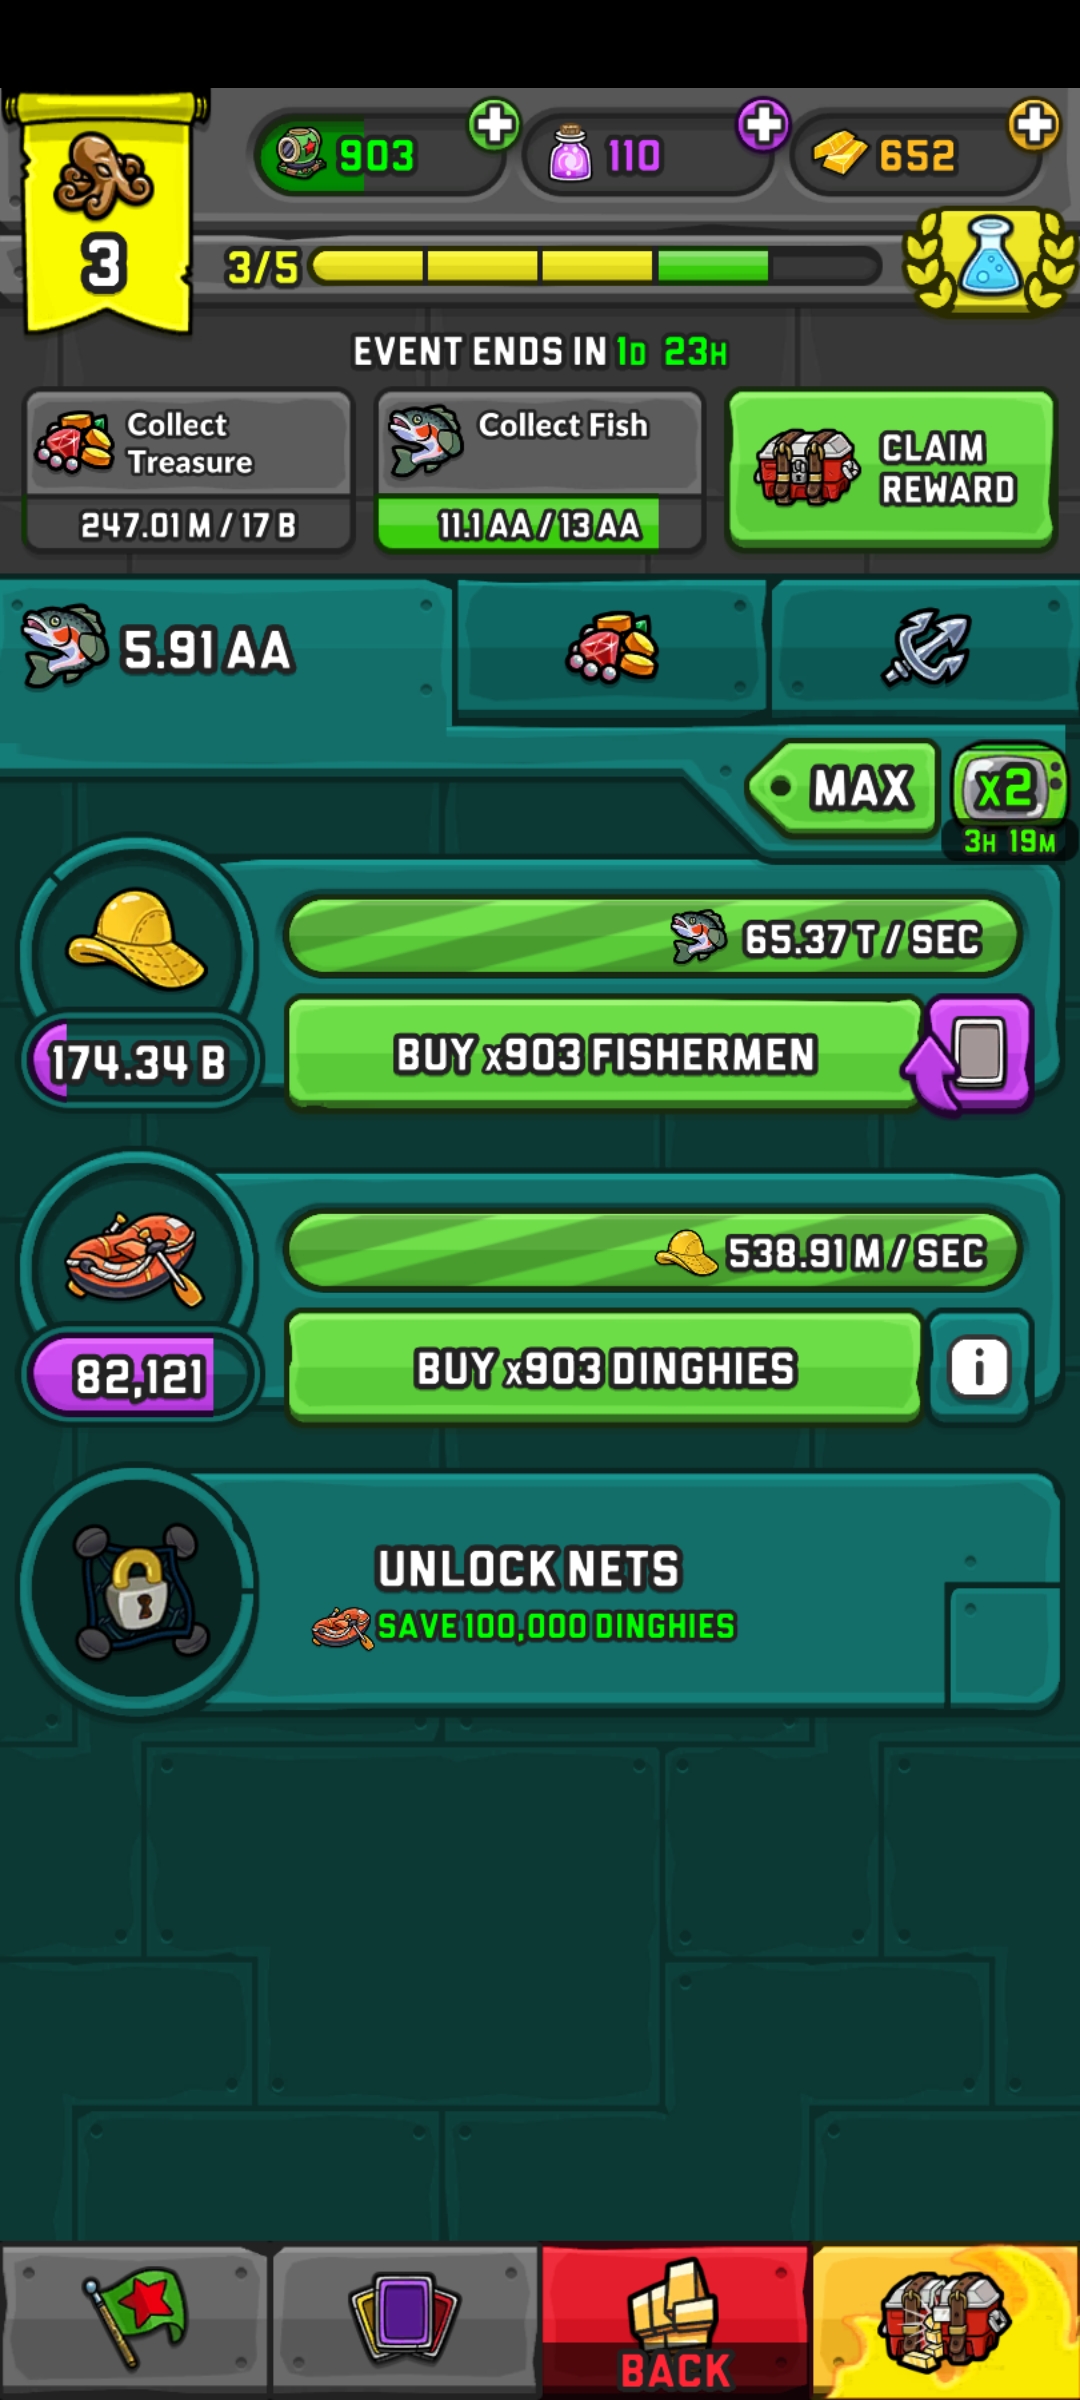 903
110
652
3
3/5
EVENT ENDS IN 1D 23H
Collect
Treasure
247.01 M / 17 B
Collect Fish
11.1 AA / 13 AA
CLAIM
REWARD
5.91 AA
MAX
x2
3H 19M
65.37 T / SEC
174.34 B
BUY x903 FISHERMEN
538.91 M / SEC
82,121
BUY x903 DINGHIES
i
UNLOCK NETS
SAVE 100,000 DINGHIES
BACK